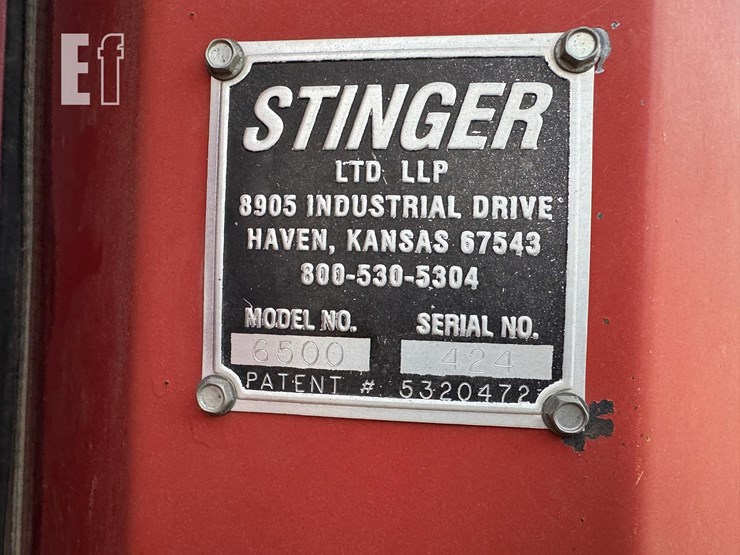 Ef
STINGER
LTD LLP
8905 INDUSTRIAL DRIVE
HAVEN, KANSAS 67543
800-530-5304
MODEL NO. SERIAL NO.
6500 424
PATENT # 5320472